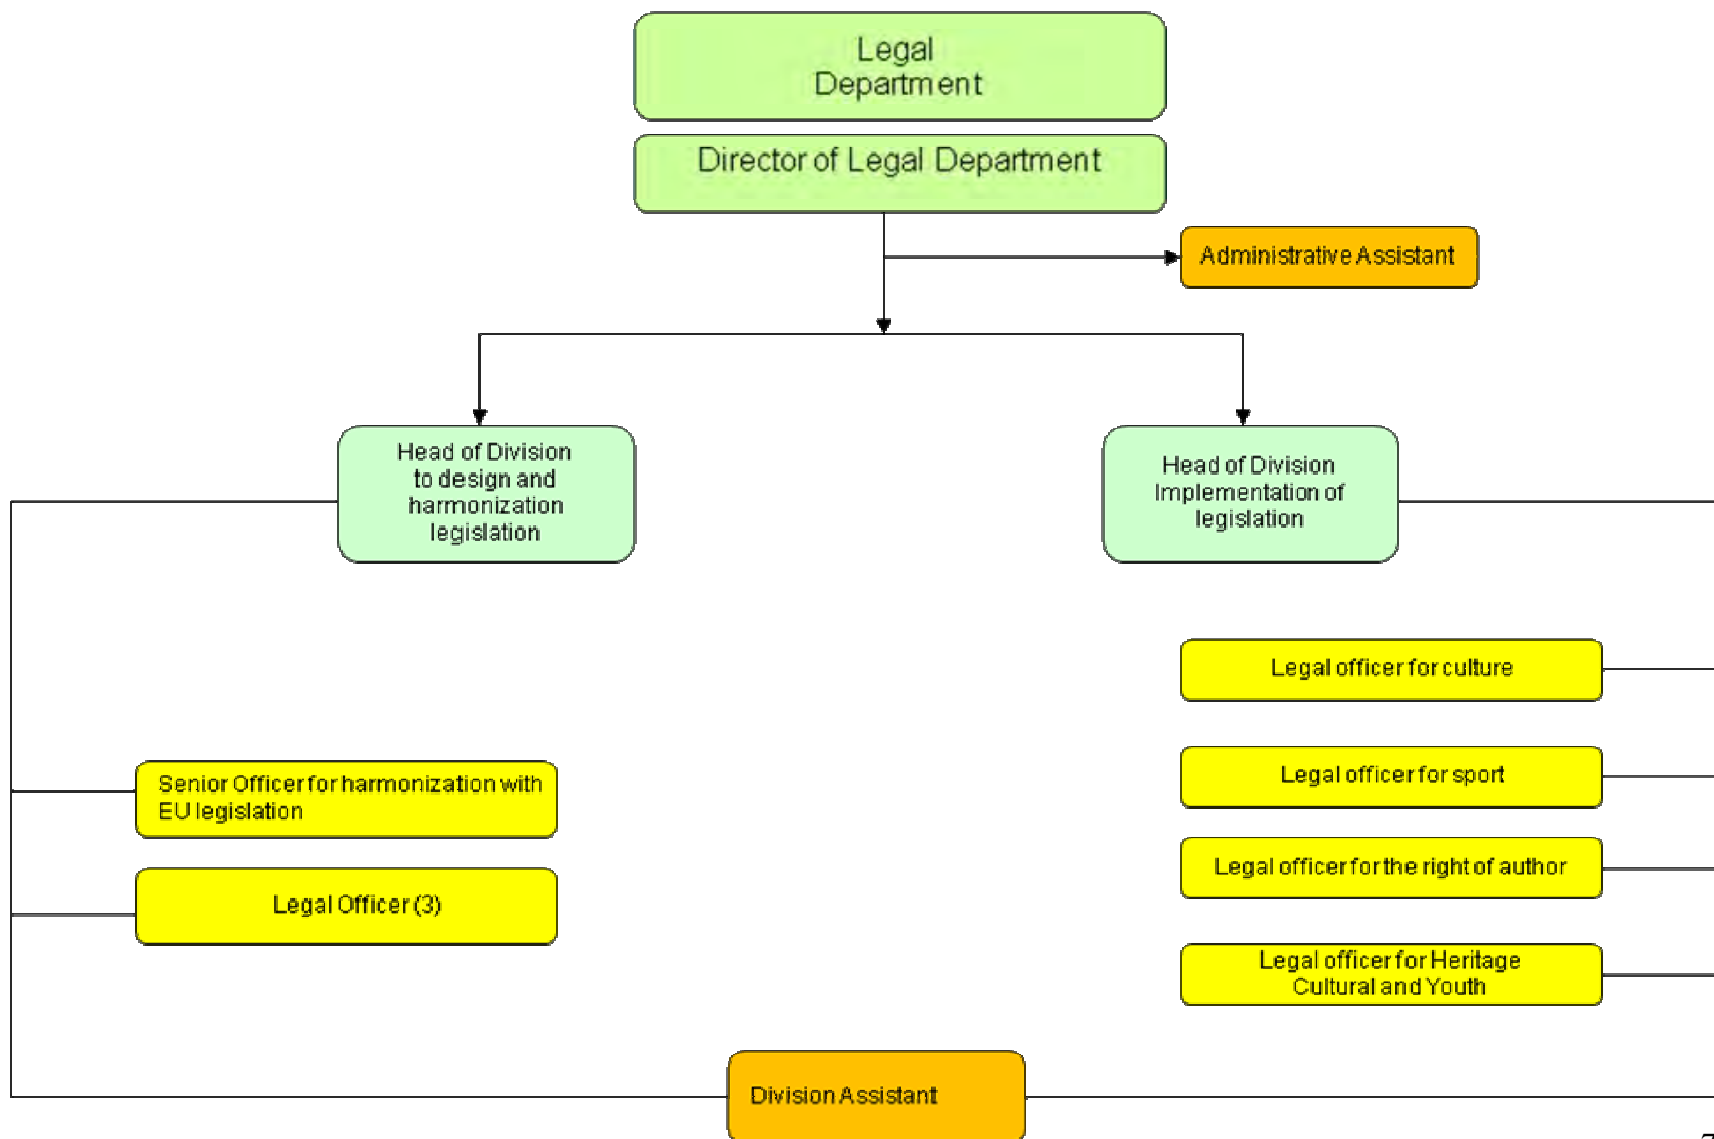 Legal
Department
Director of Legal Department
Administrative Assistant
Head of Division
to design and
harmonization
legislation
Head of Division
Implementation of
legislation
Legal officer for culture
Legal officer for sport
Senior Officer for harmonization with
EU legislation
Legal officer for the right of author
Legal Officer (3)
Legal officer for Heritage
Cultural and Youth
Division Assistant